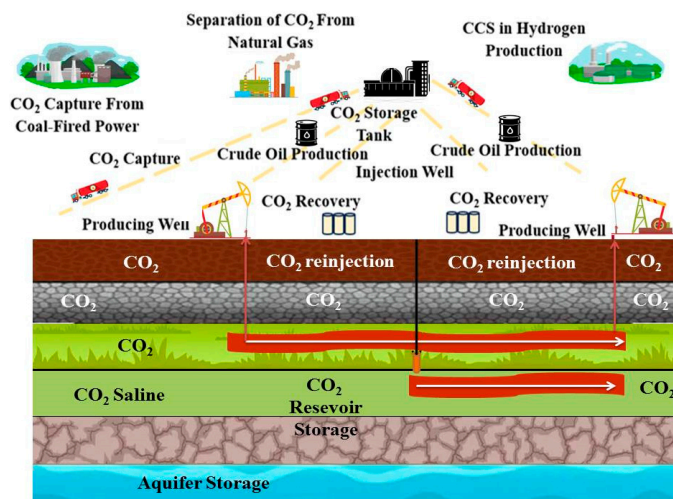 Separation of CO₂ From
Natural Gas
CCS in Hydrogen
Production
CO₂ Capture From
Coal-Fired Power
CO₂ Storage
Tank
CO₂ Capture
Crude Oil Production
Crude Oil Production
Injection Well
CO₂ Recovery
CO₂ Recovery
Producing Well
Producing Well
CO₂
CO₂ reinjection
CO₂ reinjection
CO₂
CO₂
CO₂
CO₂
CO₂
CO₂
CO₂ Saline
CO₂
Resevoir
Storage
CO₂
Aquifer Storage